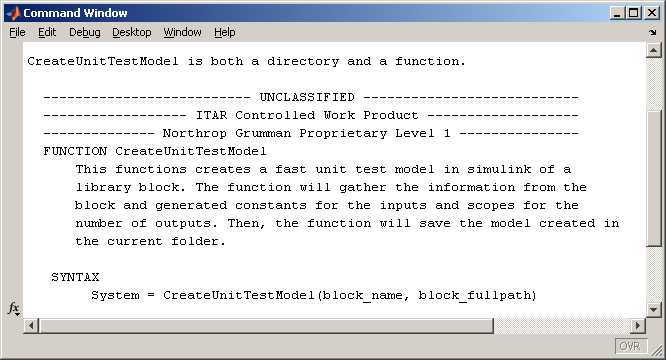 Command Window
File Edit Debug Desktop Window Help
CreateUnitTestModel is both a directory and a function.
--------------------------- UNCLASSIFIED ---------------------------
------------------ ITAR Controlled Work Product -------------------
-------------- Northrop Grumman Proprietary Level 1 ---------------
FUNCTION CreateUnitTestModel
This functions creates a fast unit test model in simulink of a
library block. The function will gather the information from the
block and generated constants for the inputs and scopes for the
number of outputs. Then, the function will save the model created in
the current folder.
SYNTAX
System = CreateUnitTestModel(block_name, block_fullpath)
fx
OVR